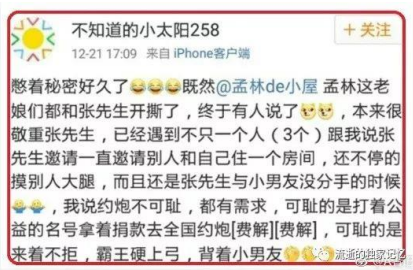 不知道的小太阳258
+关注
12-21 17:09 来自 iPhone客户端
憋着秘密好久了😂😂😂既然@孟林de小屋 孟林这老
娘们都和张先生开撕了，终于有人说了😼😼，本来很
敬重张先生，已经遇到不只一个人（3个）跟我说张
先生邀请一直邀请别人和自己住一个房间，还不停的
摸别人大腿，而且还是张先生与小男友没分手的时候
，我说约炮不可耻，都有需求，可耻的是打着公
益的名号拿着捐款去全国约炮[费解][费解]，可耻的是
来着不拒，霸王硬上弓，背着小男友
流逝的独家记忆